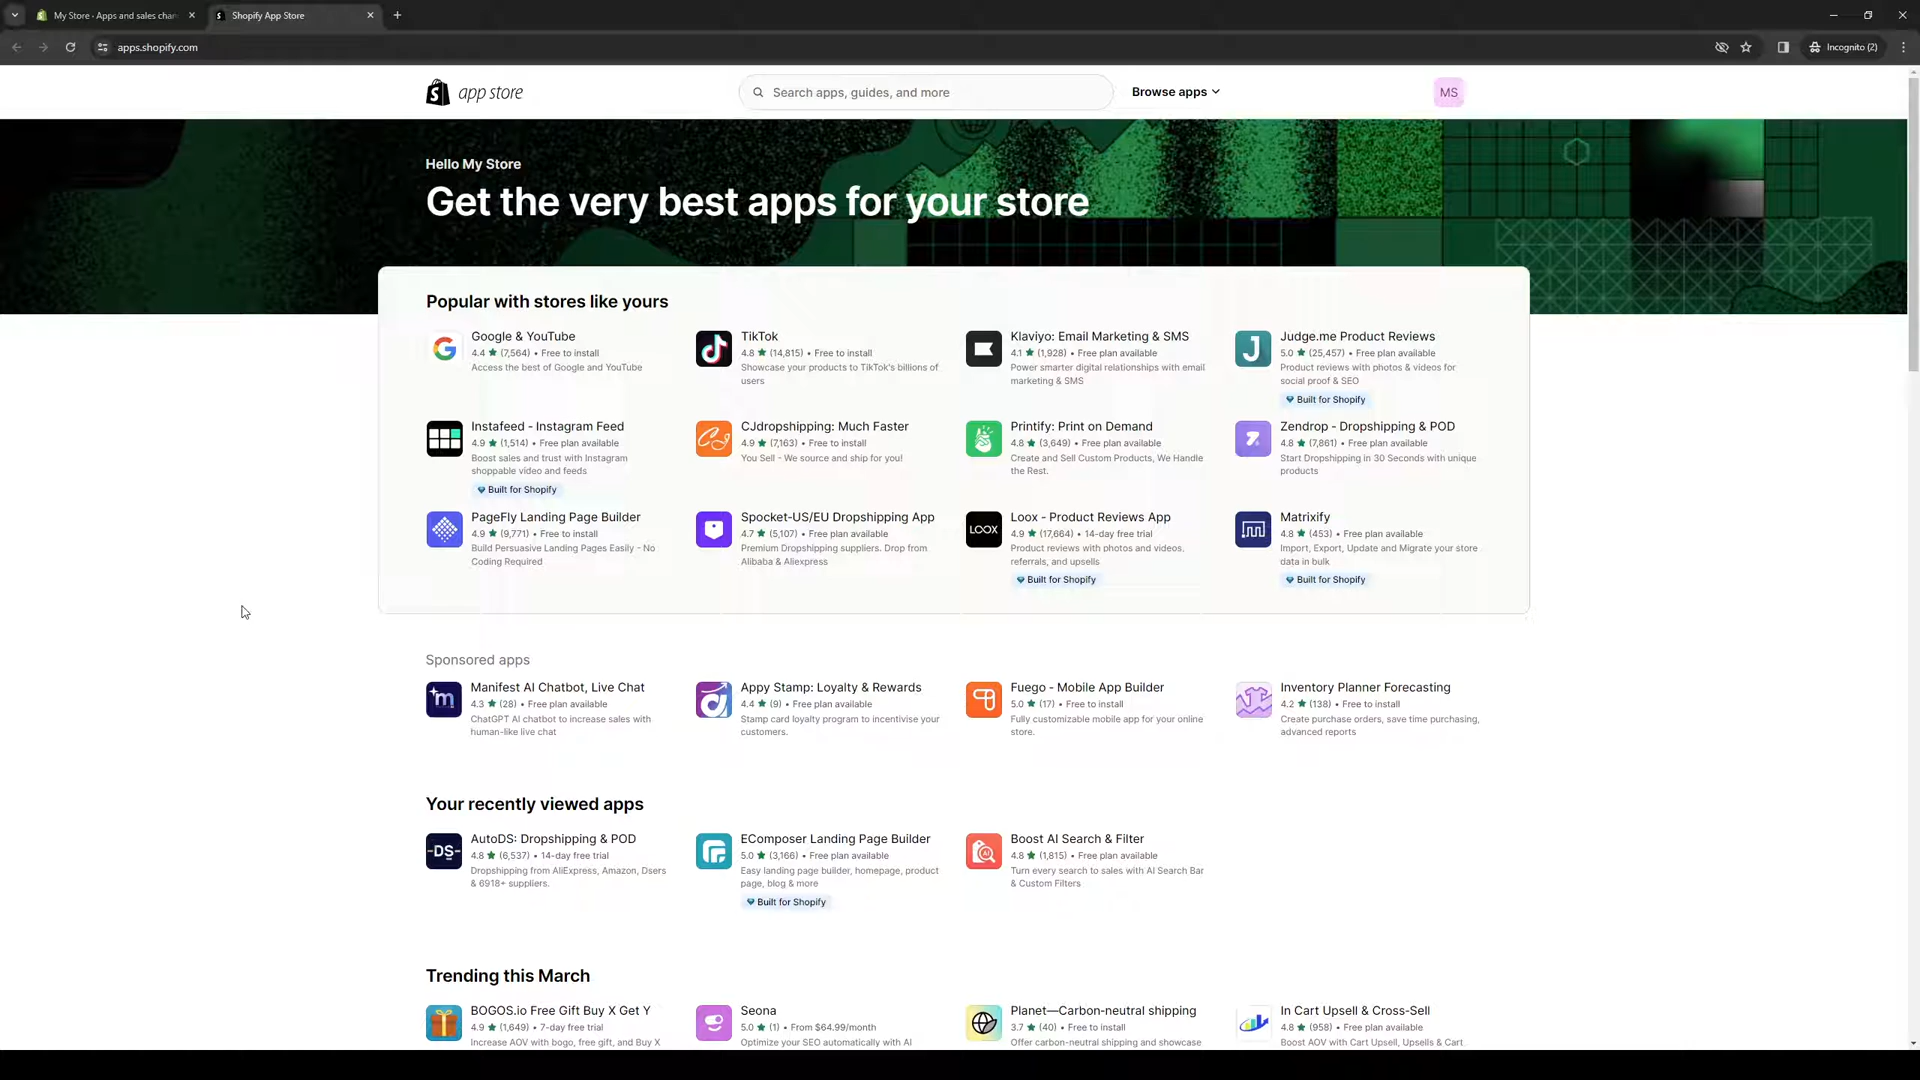 My Store · Apps and sales chan
Shopify App Store
apps.shopify.com
Incognito (2)
app store
Search apps, guides, and more
Browse apps
MS
Hello My Store
Get the very best apps for your store
Popular with stores like yours
Google & YouTube
4.4 ★ (7,564) • Free to install
Access the best of Google and YouTube
TikTok
4.8 ★ (14,815) • Free to install
Showcase your products to TikTok's billions of
users
Klaviyo: Email Marketing & SMS
4.1 ★ (1,928) • Free plan available
Power smarter digital relationships with email
marketing & SMS
Judge.me Product Reviews
5.0 ★ (25,457) • Free plan available
Product reviews with photos & videos for
social proof & SEO
Built for Shopify
Instafeed - Instagram Feed
4.9 ★ (1,514) • Free plan available
Boost sales and trust with Instagram
shoppable video and feeds
Built for Shopify
CJdropshipping: Much Faster
4.9 ★ (7,163) • Free to install
You Sell - We source and ship for you!
Printify: Print on Demand
4.8 ★ (3,649) • Free plan available
Create and Sell Custom Products, We Handle
the Rest.
Zendrop - Dropshipping & POD
4.8 ★ (7,861) • Free plan available
Start Dropshipping in 30 Seconds with unique
products
PageFly Landing Page Builder
4.9 ★ (9,771) • Free to install
Build Persuasive Landing Pages Easily - No
Coding Required
Spocket-US/EU Dropshipping App
4.7 ★ (5,107) • Free plan available
Premium Dropshipping suppliers. Drop from
Alibaba & Aliexpress
LOOX
Loox - Product Reviews App
4.9 ★ (17,664) • 14-day free trial
Product reviews with photos and videos,
referrals, and upsells
Built for Shopify
Matrixify
4.8 ★ (453) • Free plan available
Import, Export, Update and Migrate your store
data in bulk
Built for Shopify
Sponsored apps
Manifest AI Chatbot, Live Chat
4.3 ★ (28) • Free plan available
ChatGPT AI chatbot to increase sales with
human-like live chat
Appy Stamp: Loyalty & Rewards
4.4 ★ (9) • Free plan available
Stamp card loyalty program to incentivise your
customers.
Fuego - Mobile App Builder
5.0 ★ (17) • Free to install
Fully customizable mobile app for your online
store.
Inventory Planner Forecasting
4.2 ★ (138) • Free to install
Create purchase orders, save time purchasing,
advanced reports
Your recently viewed apps
-DS-
AutoDS: Dropshipping & POD
4.8 ★ (6,537) • 14-day free trial
Dropshipping from AliExpress, Amazon, Dsers
& 6918+ suppliers.
EComposer Landing Page Builder
5.0 ★ (3,166) • Free plan available
Easy landing page builder, homepage, product
page, blog & more
Built for Shopify
Boost AI Search & Filter
4.8 ★ (1,815) • Free plan available
Turn every search to sales with AI Search Bar
& Custom Filters
Trending this March
BOGOS.io Free Gift Buy X Get Y
4.9 ★ (1,649) • 7-day free trial
Increase AOV with bogo, free gift, and Buy X
Seona
5.0 ★ (1) • From $64.99/month
Optimize your SEO automatically with AI
Planet—Carbon-neutral shipping
3.7 ★ (40) • Free to install
Offer carbon-neutral shipping and showcase
In Cart Upsell & Cross-Sell
4.8 ★ (958) • Free plan available
Boost AOV with Cart Upsell, Upsells & Cart